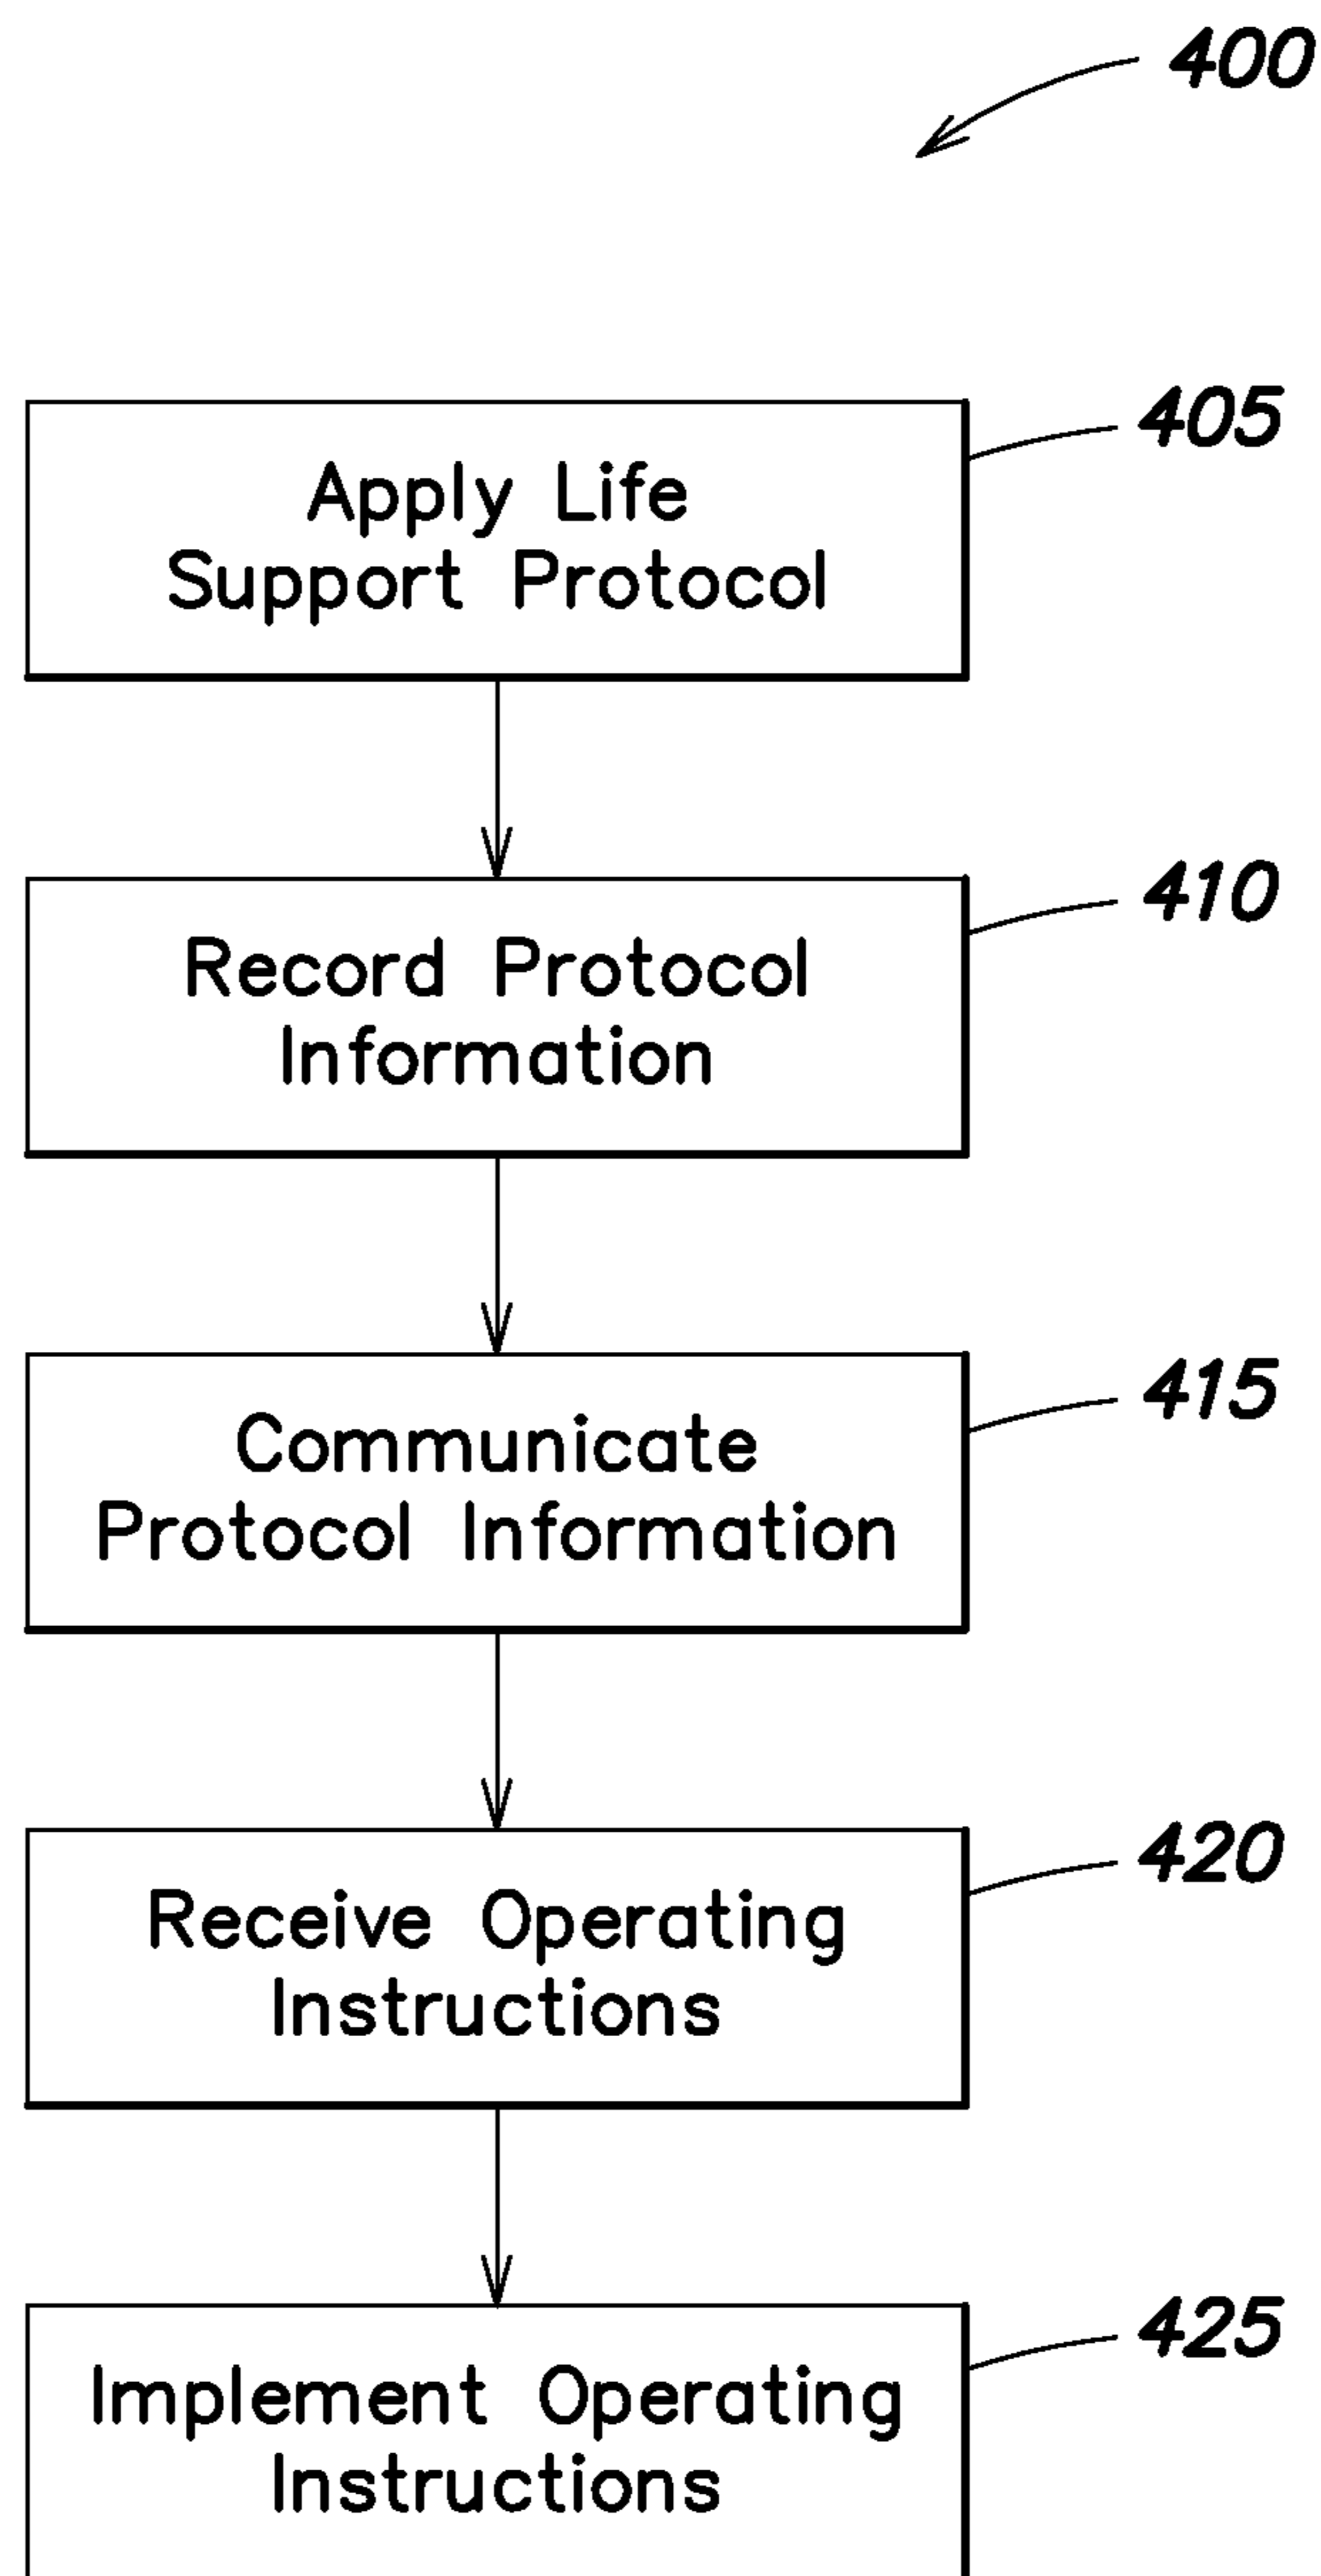 400
Apply Life
Support Protocol
405
Record Protocol
Information
410
Communicate
Protocol Information
415
Receive Operating
Instructions
420
Implement Operating
Instructions
425